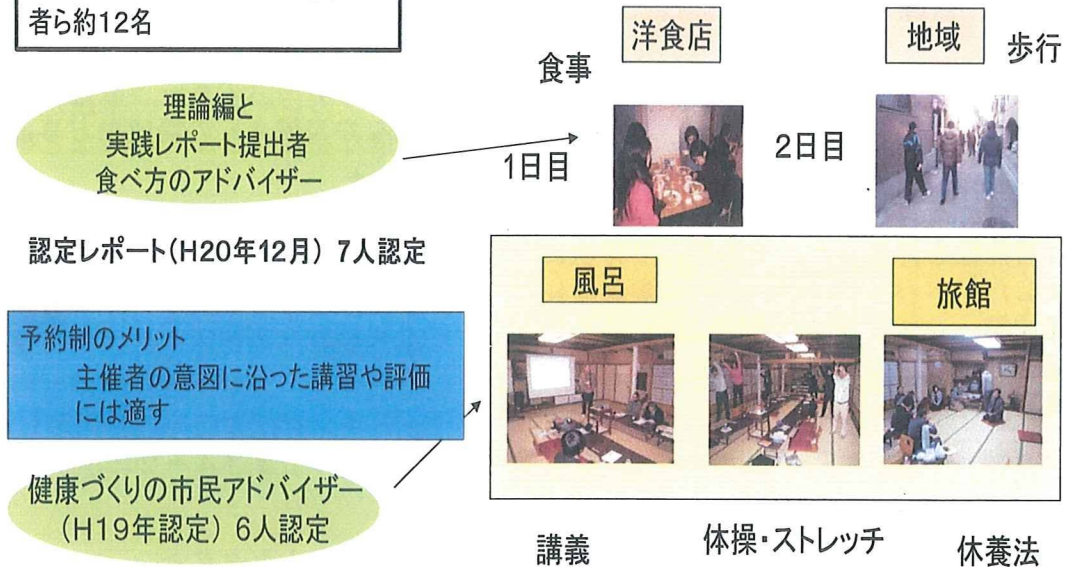 者ら約12名
理論編と
実践レポート提出者
食べ方のアドバイザー
認定レポート(H20年12月) 7人認定
予約制のメリット
主催者の意図に沿った講習や評価
には適す
健康づくりの市民アドバイザー
(H19年認定) 6人認定
食事
洋食店
地域
歩行
1日目
2日目
風呂
旅館
講義
体操・ストレッチ
休養法